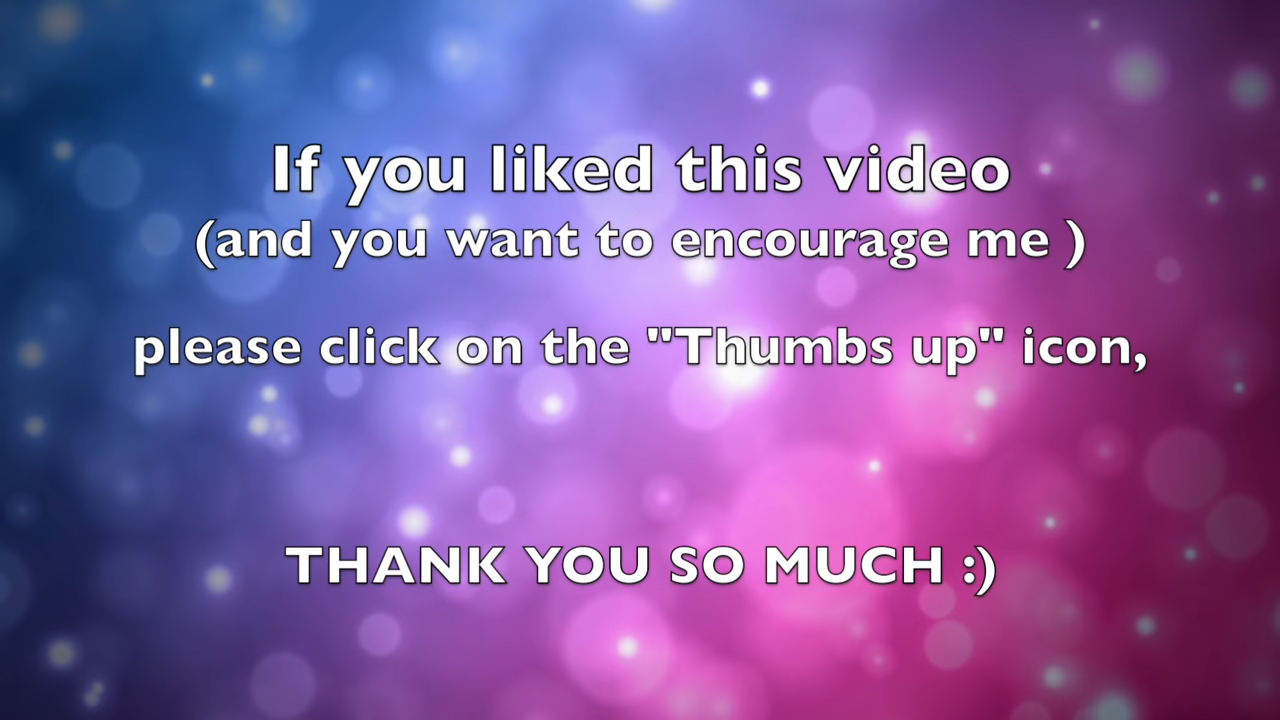 If you liked this video
(and you want to encourage me )
please click on the "Thumbs up" icon,
THANK YOU SO MUCH :)